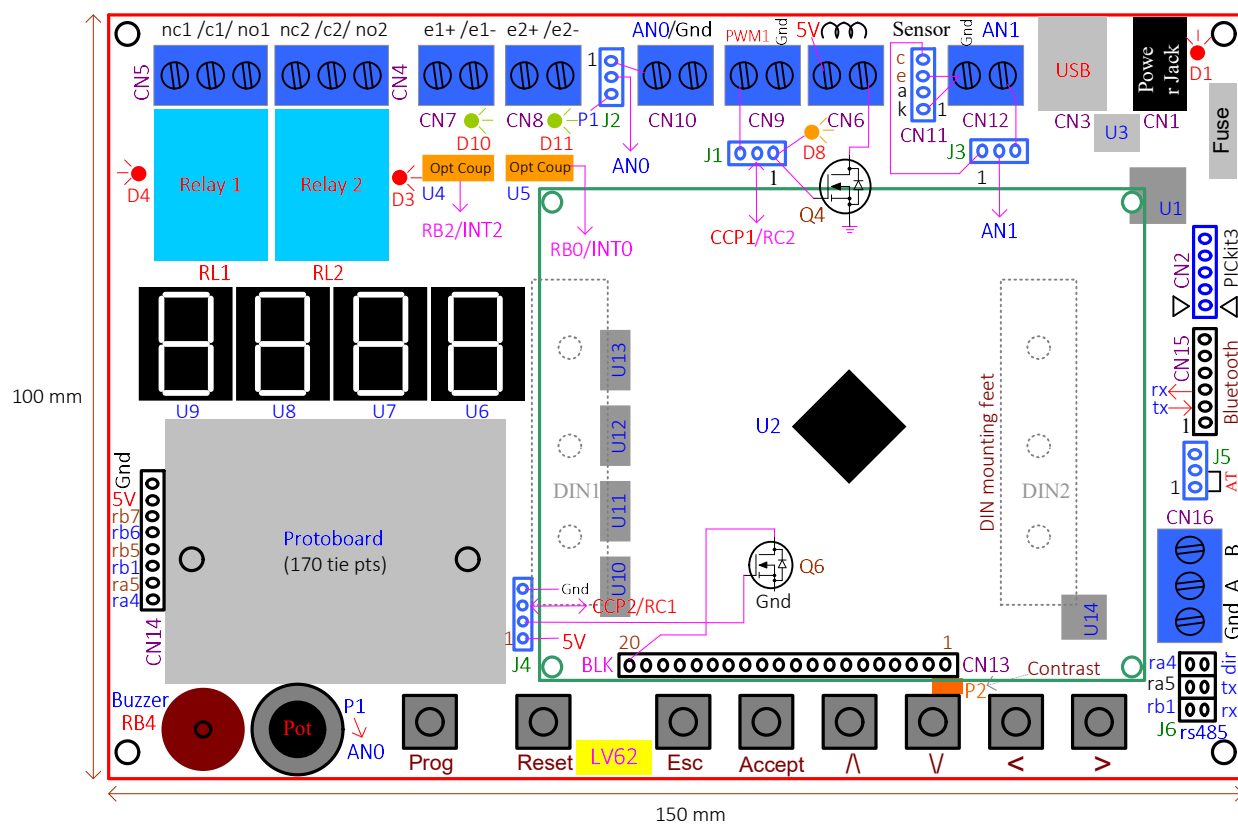 nc1 /c1/ no1
nc2 /c2/ no2
e1+ /e1-
e2+ /e2-
AN0/Gnd
PWM1
Gnd
5V
Sensor
Gnd
AN1
CN5
CN4
1
c
e
a
k
1
USB
Powe
r Jack
D1
CN7
CN8
P1
J2
CN10
CN9
CN6
CN11
CN12
CN3
CN1
U3
Fuse
D10
D11
D8
J1
J3
AN0
1
1
D4
Relay 1
Relay 2
D3
Opt Coup
Opt Coup
U4
U5
Q4
U1
RB2/INT2
RB0/INT0
CCP1/RC2
AN1
RL1
RL2
CN2
PICkit3
U9
U8
U7
U6
U13
U12
U11
U10
U2
DIN1
DIN2
DIN mounting feet
CN15
Bluetooth
rx
tx
1
J5
1
AT
CN16
B
A
Gnd
Gnd
5V
rb7
rb6
rb5
rb1
ra5
ra4
CN14
Protoboard
(170 tie pts)
Gnd
CCP2/RC1
1
5V
J4
Q6
Gnd
U14
BLK
20
1
CN13
Contrast
P2
ra4
dir
ra5
tx
rb1
rx
J6
rs485
Buzzer
RB4
Pot
P1
AN0
Prog
Reset
LV62
Esc
Accept
/\
\/
<
>
100 mm
150 mm